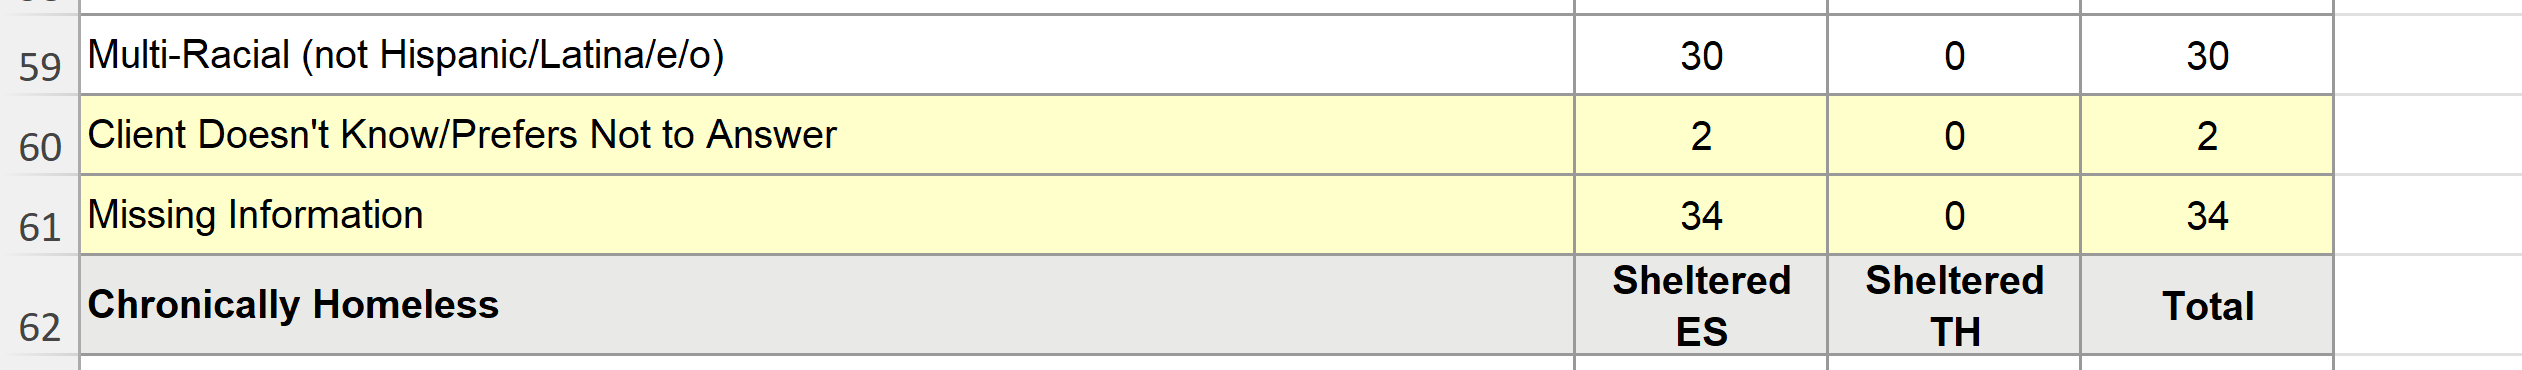 59 Multi-Racial (not Hispanic/Latina/e/o) 30 0 30
60 Client Doesn't Know/Prefers Not to Answer 2 0 2
61 Missing Information 34 0 34
62 Chronically Homeless Sheltered ES Sheltered TH Total